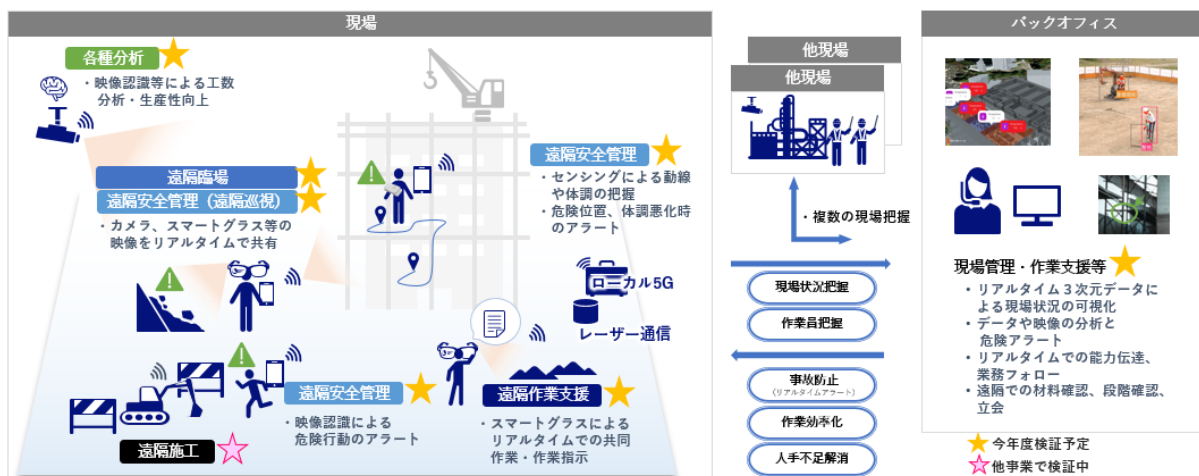 現場
各種分析
・映像認識等による工数
分析・生産性向上
遠隔臨場
遠隔安全管理（遠隔巡視）
・カメラ、スマートグラス等の
映像をリアルタイムで共有
遠隔安全管理
・センシングによる動線
や体調の把握
・危険位置、体調悪化時
のアラート
ローカル5G
レーザー通信
遠隔施工
遠隔安全管理
・映像認識による
危険行動のアラート
遠隔作業支援
・スマートグラスによる
リアルタイムでの共同
作業・作業指示
他現場
他現場
・複数の現場把握
現場状況把握
作業員把握
事故防止
（リアルタイムアラート）
作業効率化
人手不足解消
バックオフィス
現場管理・作業支援等
・リアルタイム３次元データに
よる現場状況の可視化
・データや映像の分析と
危険アラート
・リアルタイムでの能力伝達、
業務フォロー
・遠隔での材料確認、段階確認、
立会
今年度検証予定
他事業で検証中